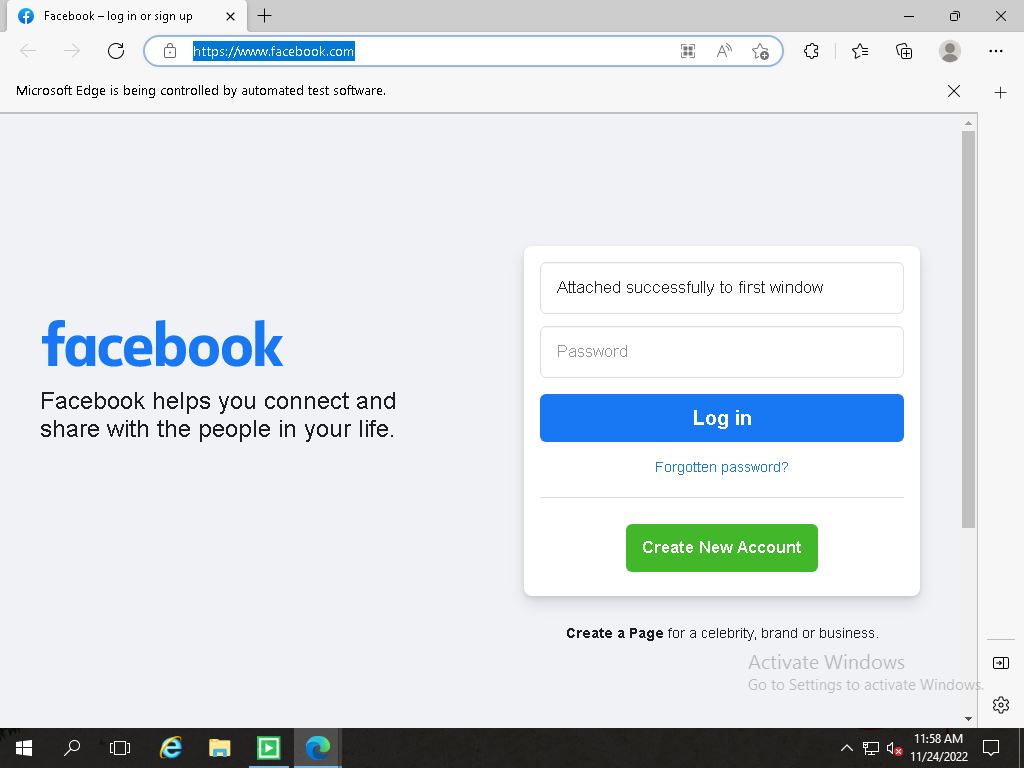 Facebook – log in or sign up
https://www.facebook.com
Microsoft Edge is being controlled by automated test software.
facebook
Facebook helps you connect and
share with the people in your life.
Attached successfully to first window
Password
Log in
Forgotten password?
Create New Account
Create a Page for a celebrity, brand or business.
Activate Windows
Go to Settings to activate Windows.
11:58 AM
11/24/2022